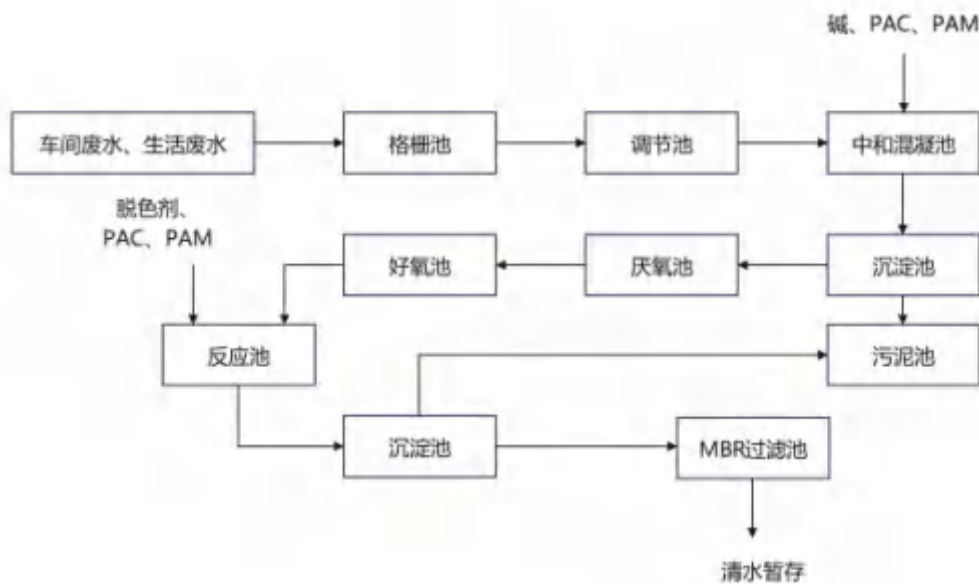 碱、PAC、PAM
车间废水、生活废水
格栅池
调节池
中和混凝池
脱色剂、
PAC、PAM
好氧池
厌氧池
沉淀池
反应池
污泥池
沉淀池
MBR过滤池
清水暂存